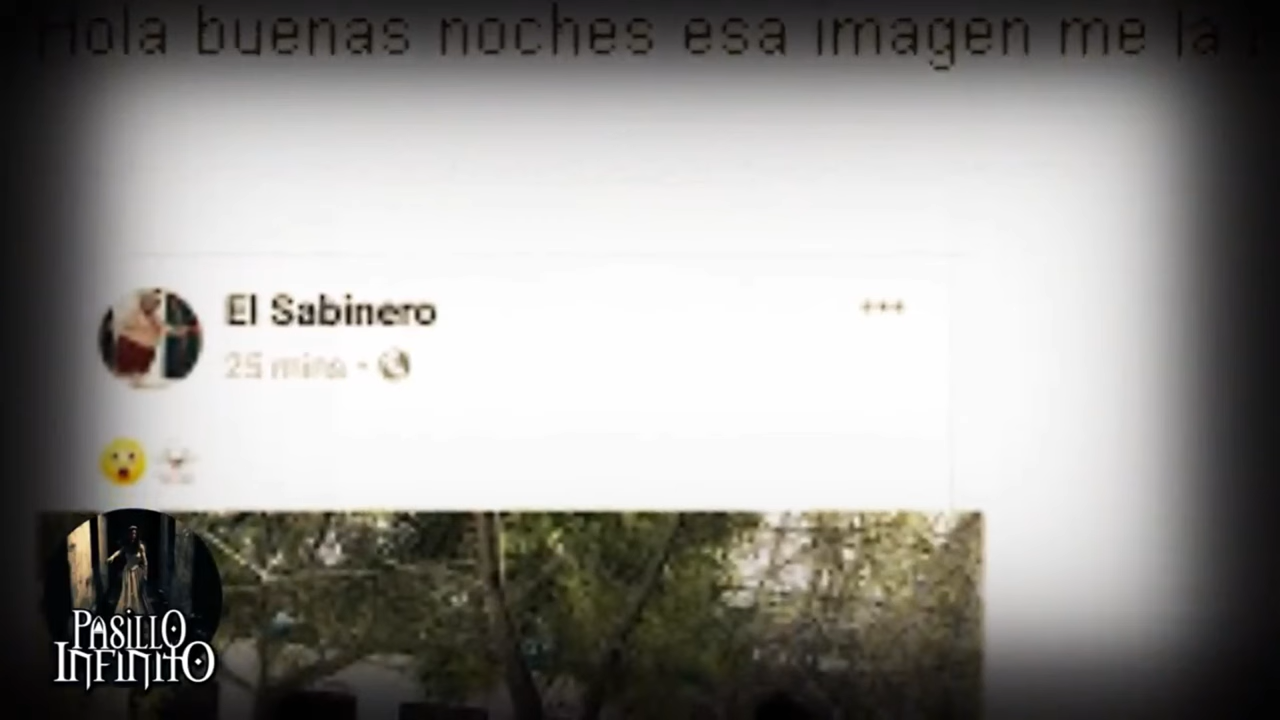 Hola buenas noches esa imagen me la
El Sabinero
25 mins
PASILLO
INFINITO